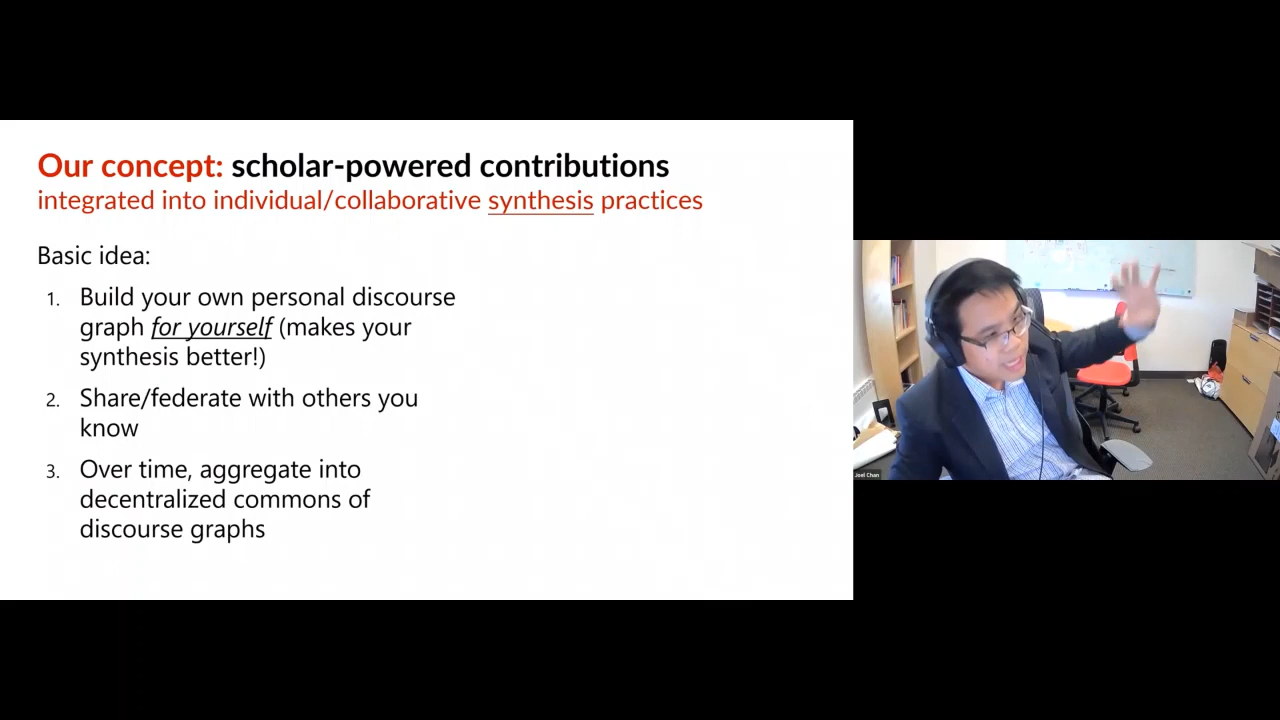 Our concept: scholar-powered contributions
integrated into individual/collaborative synthesis practices
Basic idea:
1. Build your own personal discourse
graph for yourself (makes your
synthesis better!)
2. Share/federate with others you
know
3. Over time, aggregate into
decentralized commons of
discourse graphs
Joel Chan